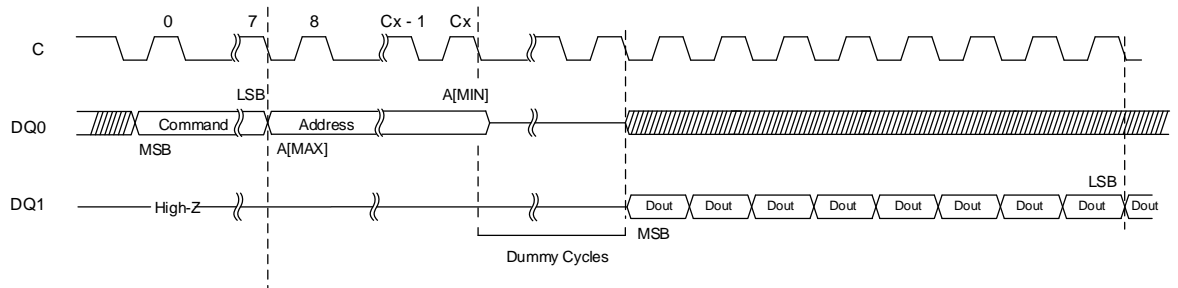 0 7 8 Cx - 1 Cx
C
LSB A[MIN]
DQ0 Command Address
MSB A[MAX]
LSB
DQ1 High-Z Dout Dout Dout Dout Dout Dout Dout Dout Dout
MSB
Dummy Cycles